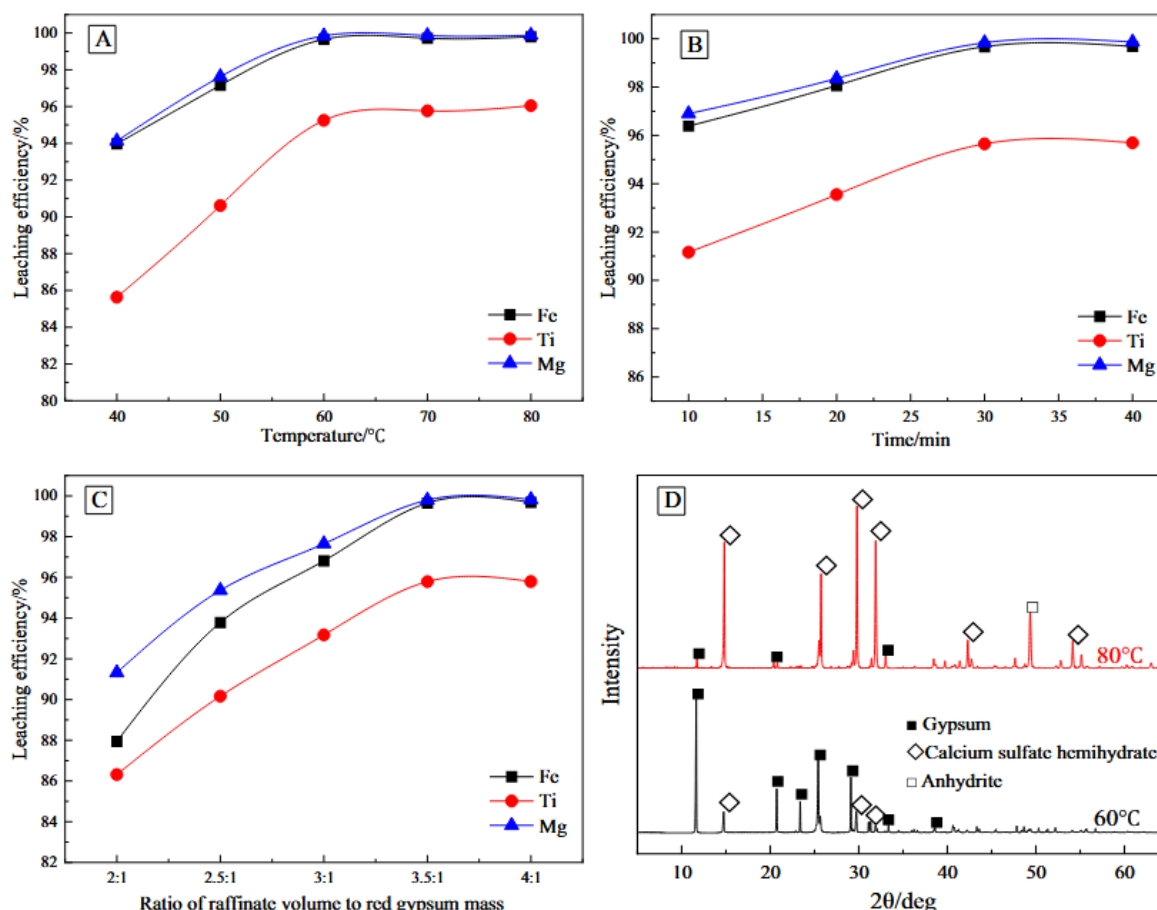 A
100
98
96
94
92
90
88
86
84
82
80
Leaching efficiency/%
Fe
Ti
Mg
40
50
60
70
80
Temperature/°C
B
100
98
96
94
92
90
88
86
Leaching efficiency/%
Fe
Ti
Mg
10
15
20
25
30
35
40
Time/min
C
100
98
96
94
92
90
88
86
84
82
Leaching efficiency/%
Fe
Ti
Mg
2:1
2.5:1
3:1
3.5:1
4:1
Ratio of raffinate volume to red gypsum mass
D
Intensity
80°C
Gypsum
Calcium sulfate hemihydrate
Anhydrite
60°C
10
20
30
40
50
60
2θ/deg